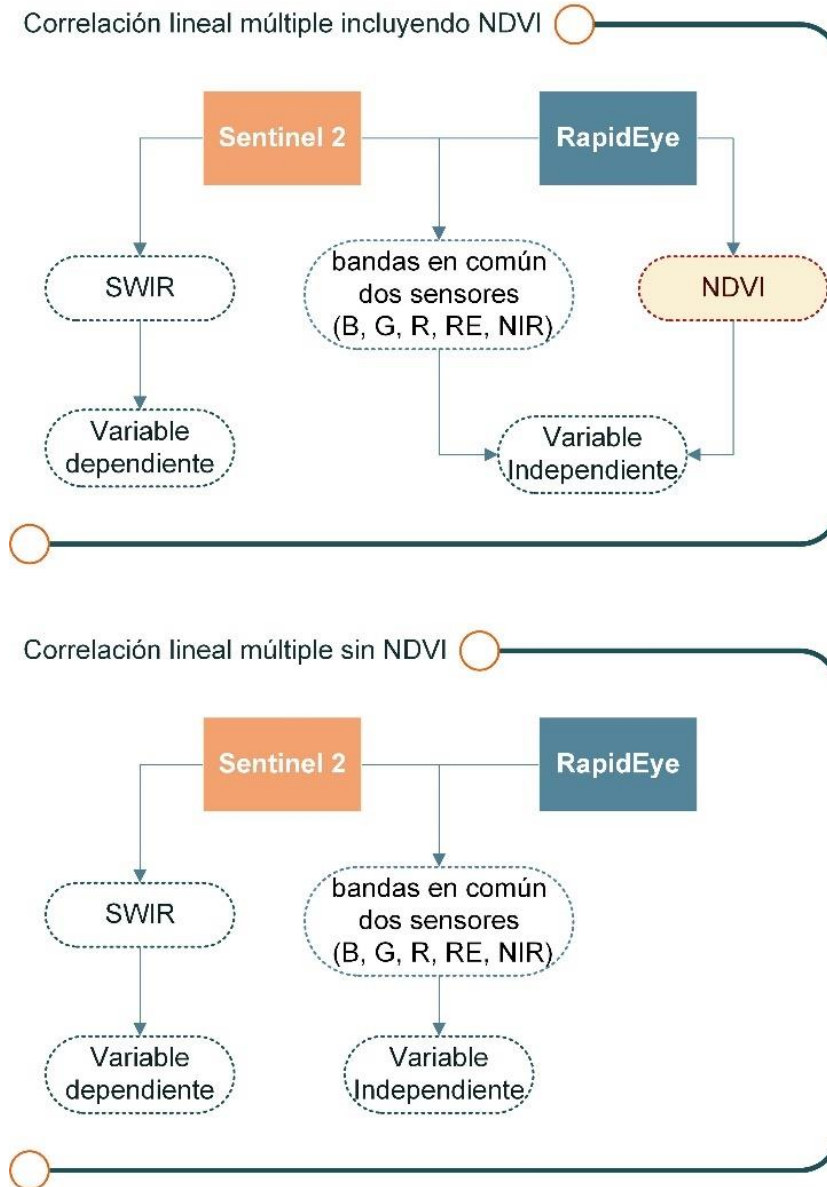 Correlación lineal múltiple incluyendo NDVI
Sentinel 2
RapidEye
SWIR
bandas en común
dos sensores
(B, G, R, RE, NIR)
NDVI
Variable
dependiente
Variable
Independiente
Correlación lineal múltiple sin NDVI
Sentinel 2
RapidEye
SWIR
bandas en común
dos sensores
(B, G, R, RE, NIR)
Variable
dependiente
Variable
Independiente